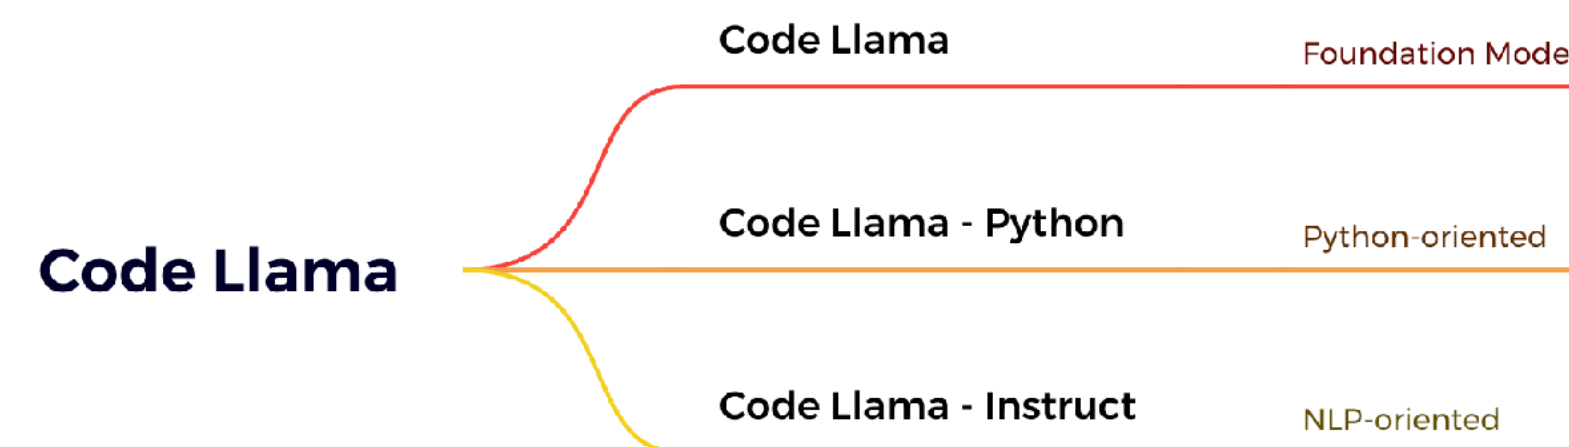 Code Llama
Foundation Mode
Code Llama - Python
Python-oriented
Code Llama
Code Llama - Instruct
NLP-oriented